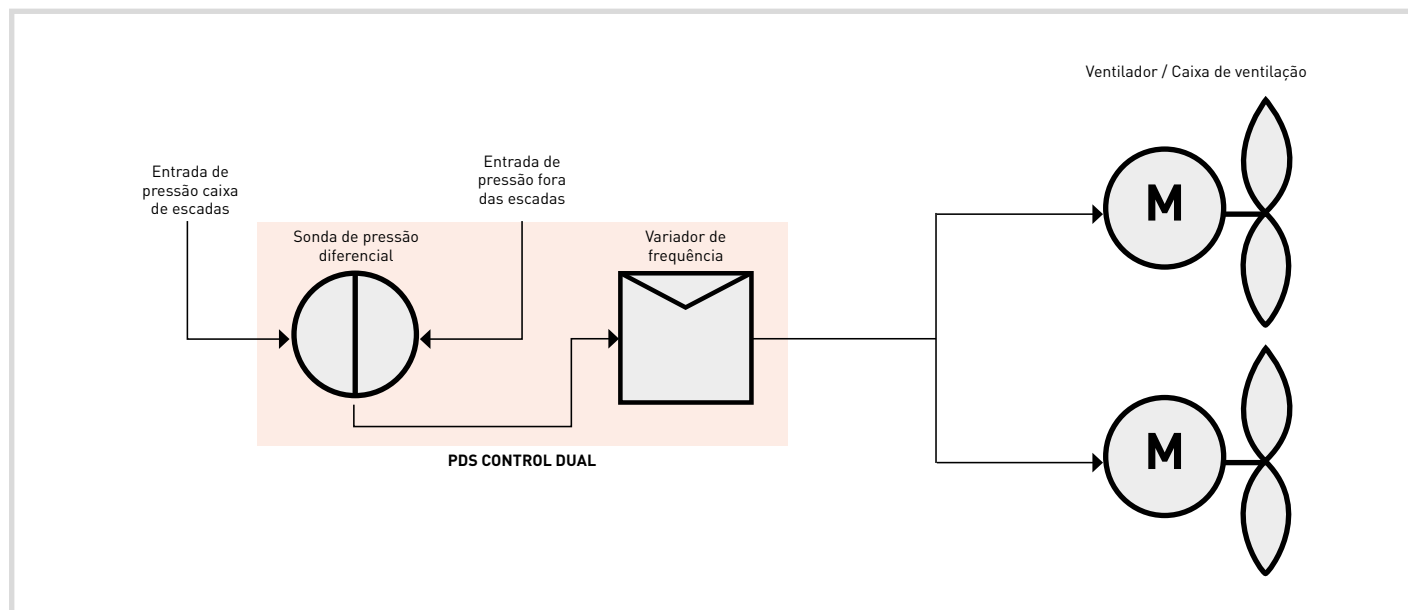 Ventilador / Caixa de ventilação
Entrada de
pressão caixa
de escadas
Entrada de
pressão fora
das escadas
Sonda de pressão
diferencial
Variador de
frequência
M
M
PDS CONTROL DUAL